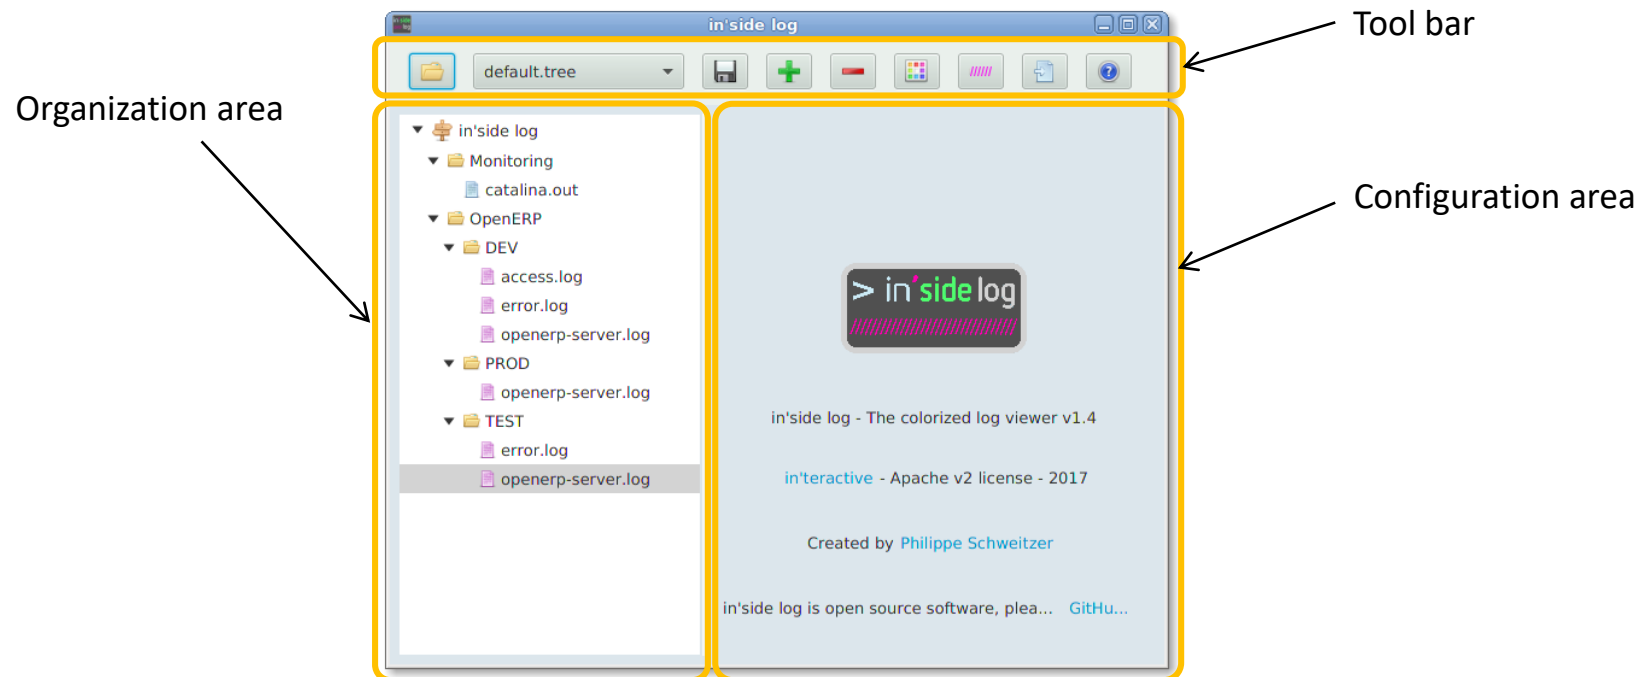 in'side log
Tool bar
default.tree
Organization area
in'side log
Monitoring
catalina.out
OpenERP
DEV
access.log
error.log
openerp-server.log
PROD
openerp-server.log
TEST
error.log
openerp-server.log
Configuration area
> in'side log
in'side log - The colorized log viewer v1.4
in'teractive - Apache v2 license - 2017
Created by Philippe Schweitzer
in'side log is open source software, plea... GitHu...